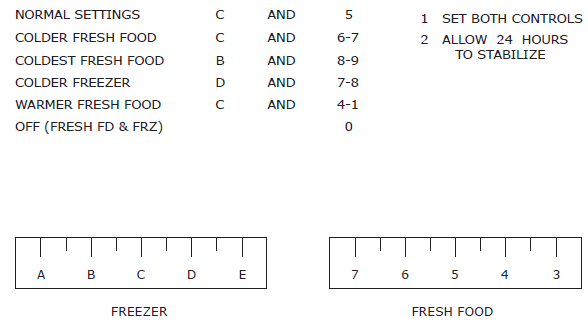 NORMAL SETTINGS C AND 5
COLDER FRESH FOOD C AND 6-7
COLDEST FRESH FOOD B AND 8-9
COLDER FREEZER D AND 7-8
WARMER FRESH FOOD C AND 4-1
OFF (FRESH FD & FRZ) 0
1 SET BOTH CONTROLS
2 ALLOW 24 HOURS
TO STABILIZE
A B C D E
FREEZER
7 6 5 4 3
FRESH FOOD